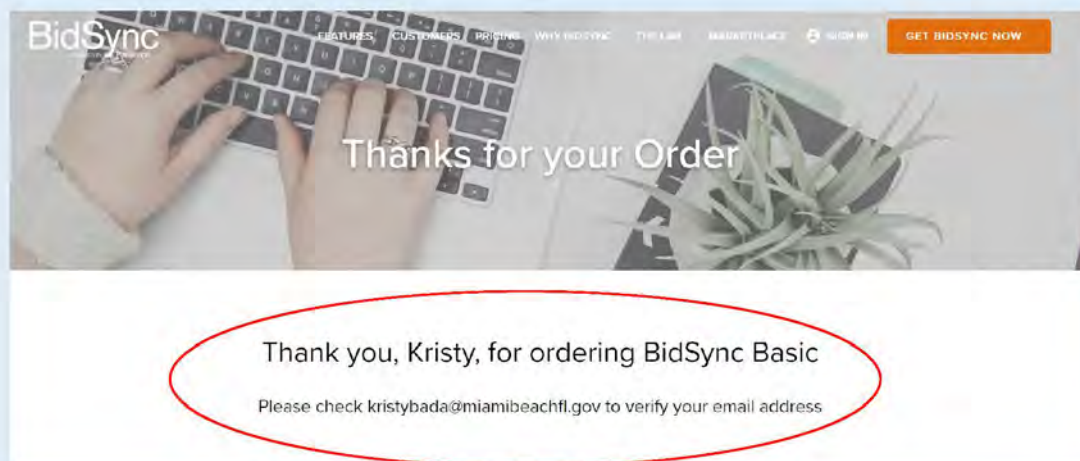 BidSync
FEATURES CUSTOMERS PRICING WHY BIDSYNC THE LAB MARKETPLACE SIGN IN GET BIDSYNC NOW
Thanks for your Order
Thank you, Kristy, for ordering BidSync Basic
Please check kristybada@miamibeachfl.gov to verify your email address